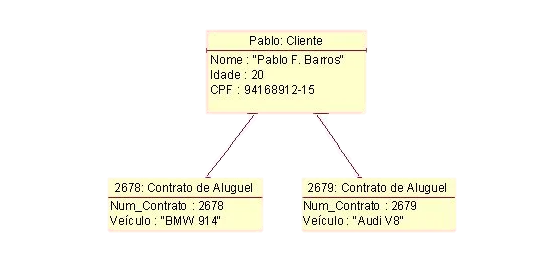 Pablo: Cliente
Nome : "Pablo F. Barros"
Idade : 20
CPF : 94168912-15
2678: Contrato de Aluguel
Num_Contrato : 2678
Veículo : "BMW 914"
2679: Contrato de Aluguel
Num_Contrato : 2679
Veículo : "Audi V8"